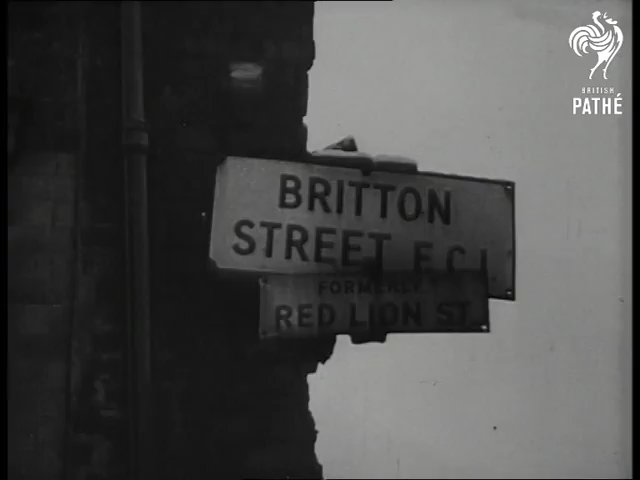 BRITISH
PATHÉ
BRITTON
STREET E.C.1.
FORMERLY
RED LION ST.